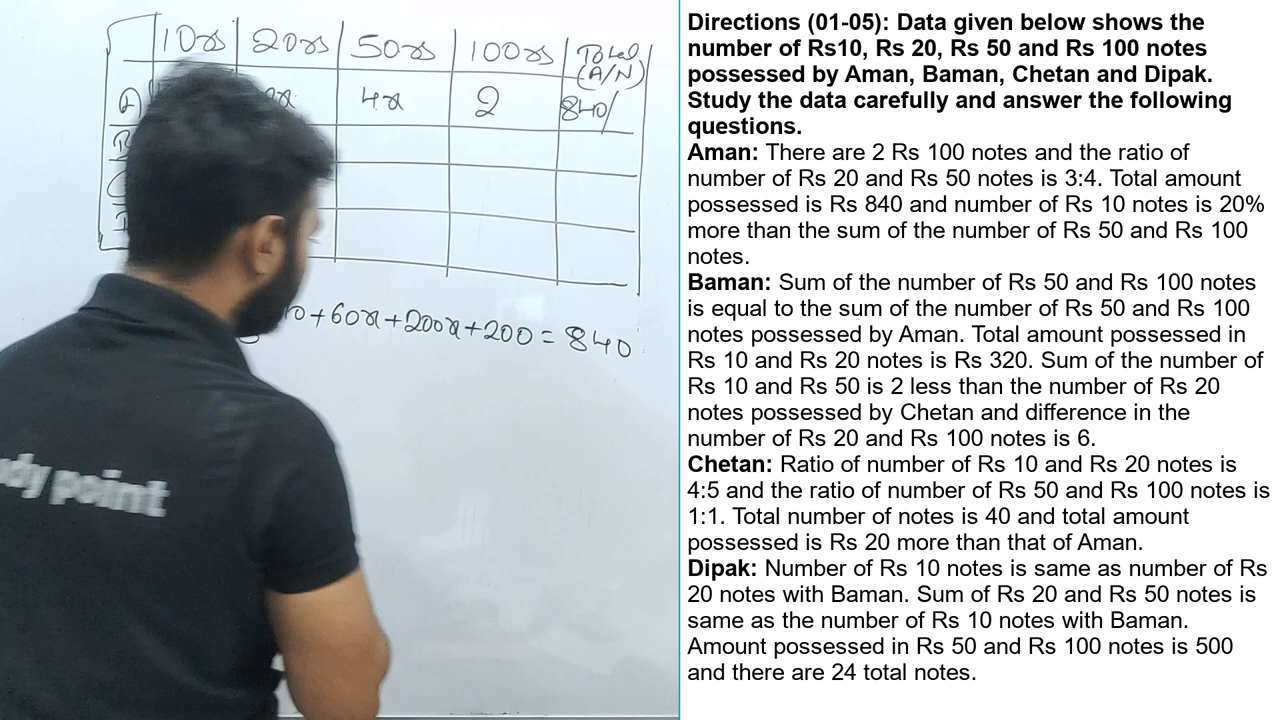 10rs 20rs 50rs 100rs Total
(A/N)
A 4x 2 840/
+60x+200x+200=840
dy point
Directions (01-05): Data given below shows the
number of Rs10, Rs 20, Rs 50 and Rs 100 notes
possessed by Aman, Baman, Chetan and Dipak.
Study the data carefully and answer the following
questions.
Aman: There are 2 Rs 100 notes and the ratio of
number of Rs 20 and Rs 50 notes is 3:4. Total amount
possessed is Rs 840 and number of Rs 10 notes is 20%
more than the sum of the number of Rs 50 and Rs 100
notes.
Baman: Sum of the number of Rs 50 and Rs 100 notes
is equal to the sum of the number of Rs 50 and Rs 100
notes possessed by Aman. Total amount possessed in
Rs 10 and Rs 20 notes is Rs 320. Sum of the number of
Rs 10 and Rs 50 is 2 less than the number of Rs 20
notes possessed by Chetan and difference in the
number of Rs 20 and Rs 100 notes is 6.
Chetan: Ratio of number of Rs 10 and Rs 20 notes is
4:5 and the ratio of number of Rs 50 and Rs 100 notes is
1:1. Total number of notes is 40 and total amount
possessed is Rs 20 more than that of Aman.
Dipak: Number of Rs 10 notes is same as number of Rs
20 notes with Baman. Sum of Rs 20 and Rs 50 notes is
same as the number of Rs 10 notes with Baman.
Amount possessed in Rs 50 and Rs 100 notes is 500
and there are 24 total notes.